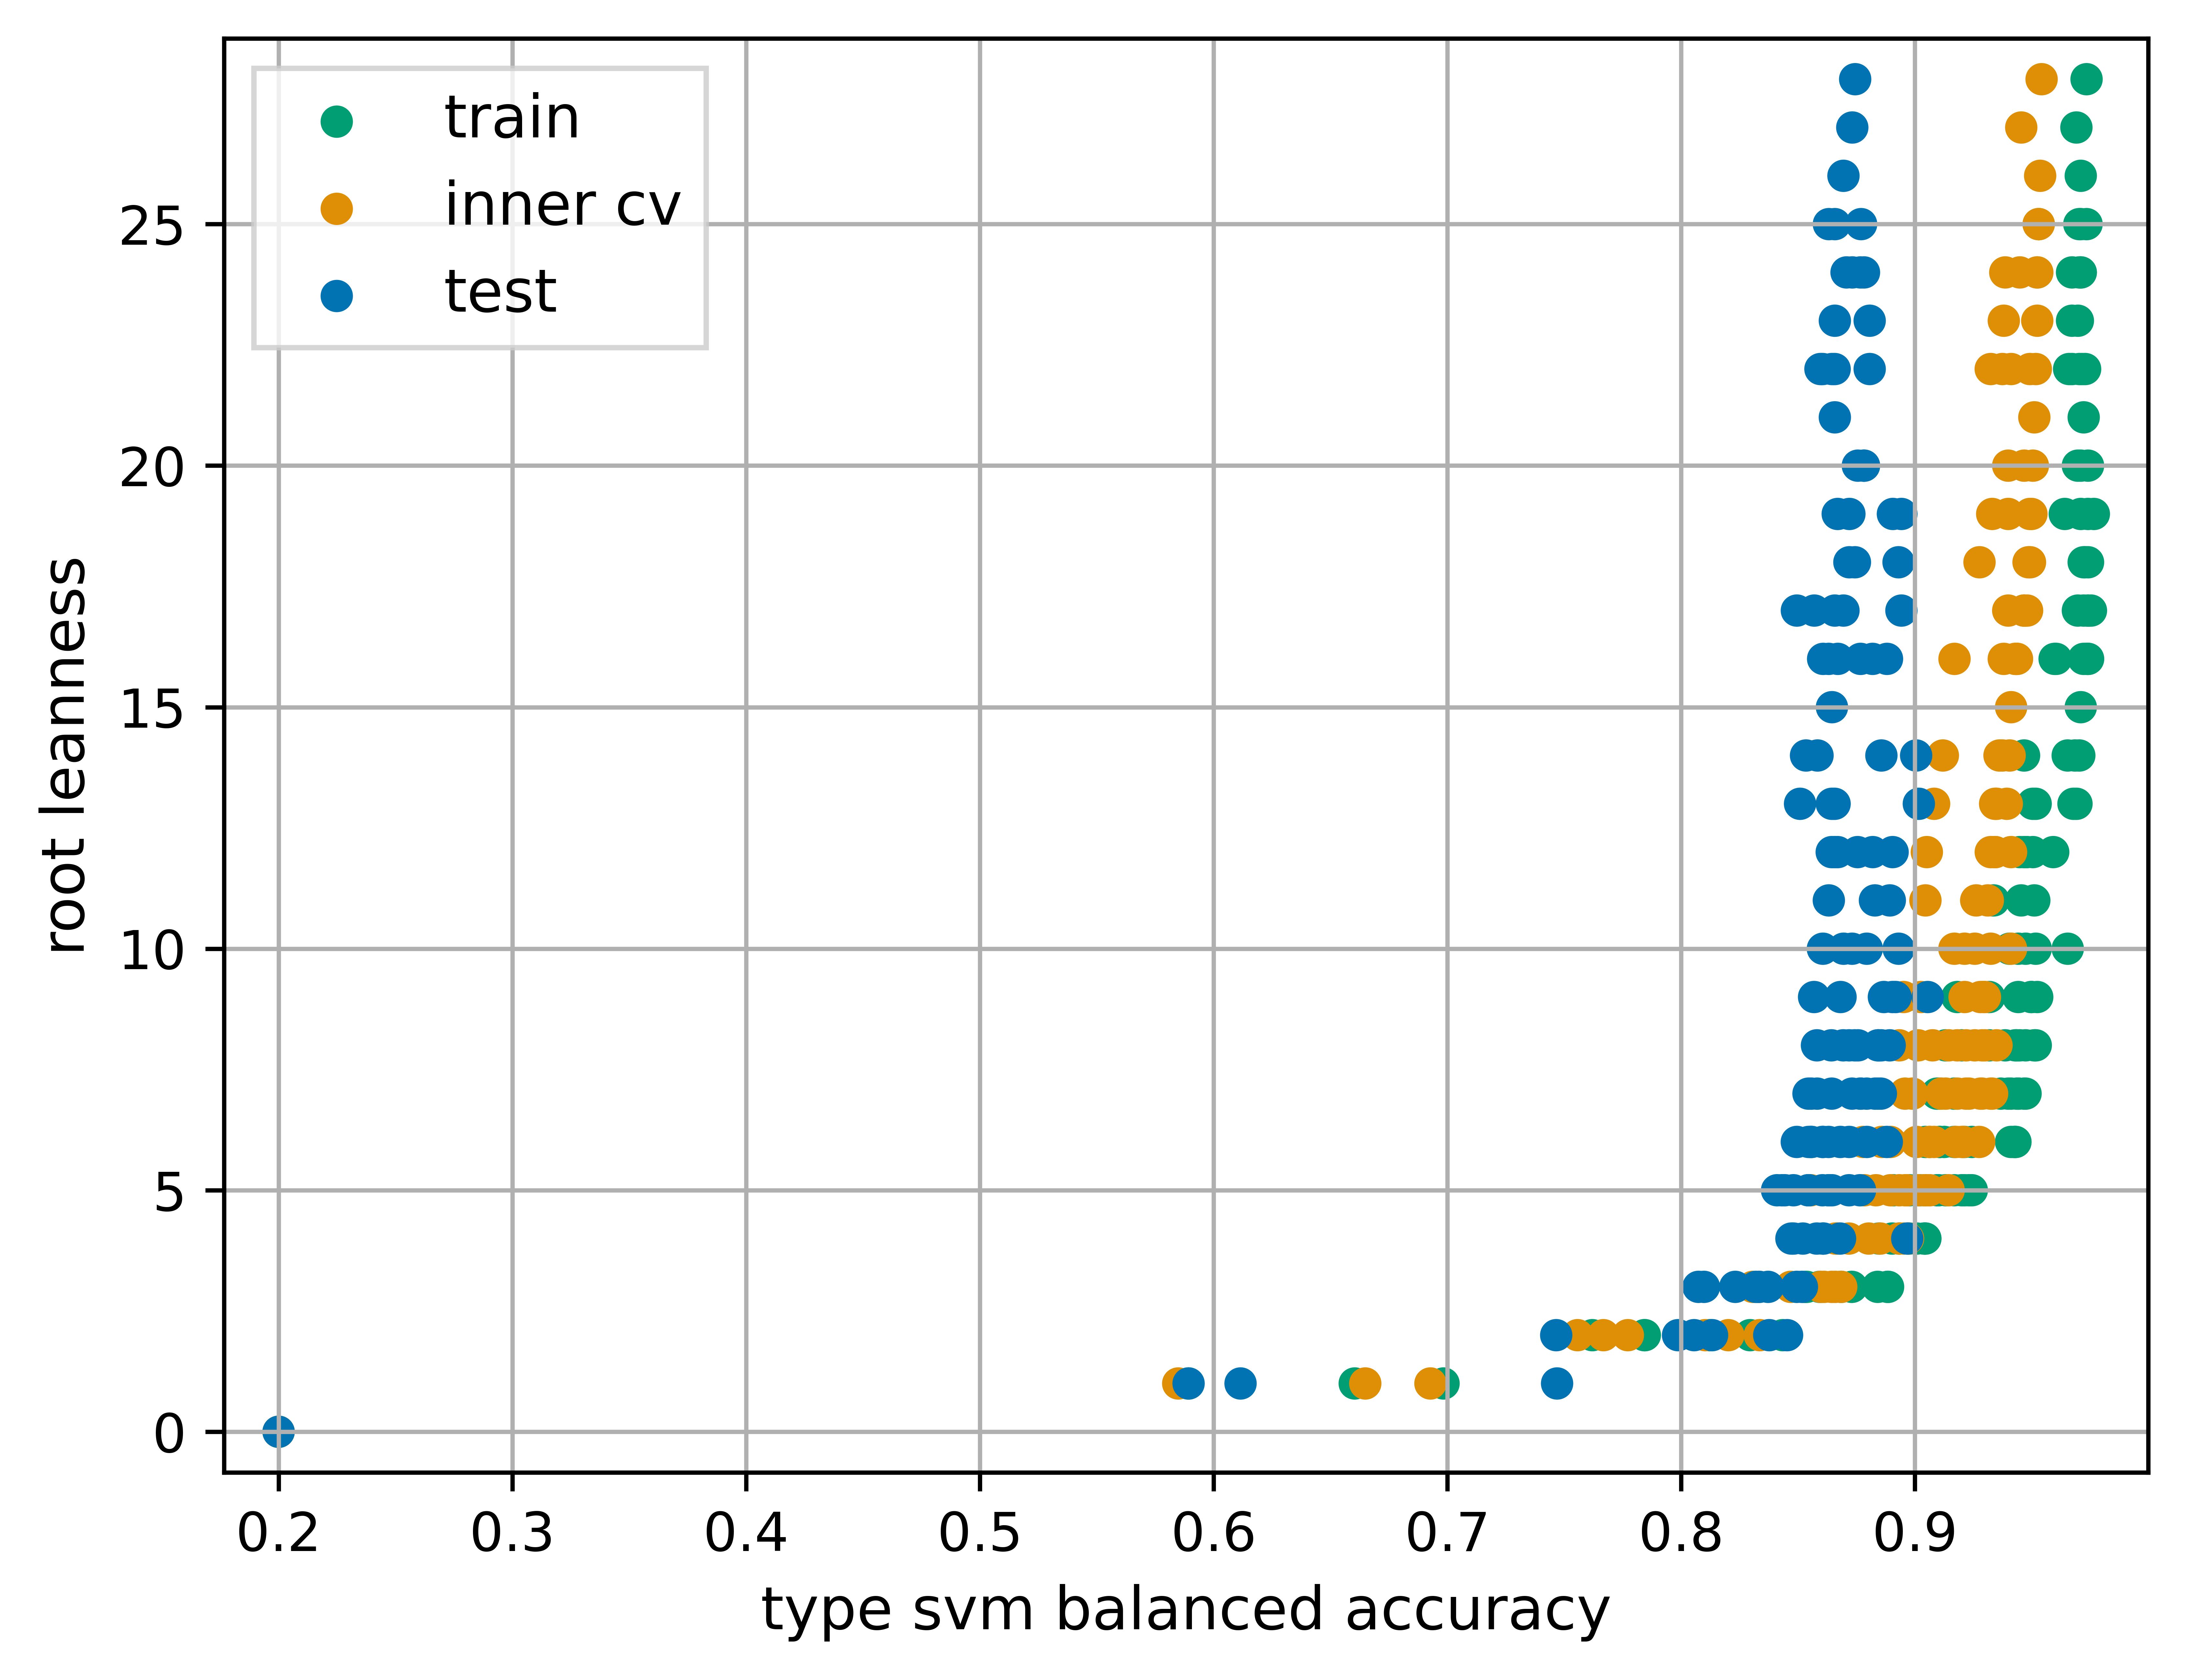 train
inner cv
test
25
20
15
10
5
0
root leanness
0.2 0.3 0.4 0.5 0.6 0.7 0.8 0.9
type svm balanced accuracy